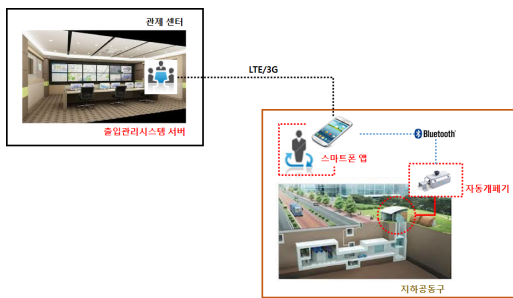 관제 센터
출입관리시스템 서버
LTE/3G
Bluetooth
스마트폰 앱
자동개폐기
지하공동구